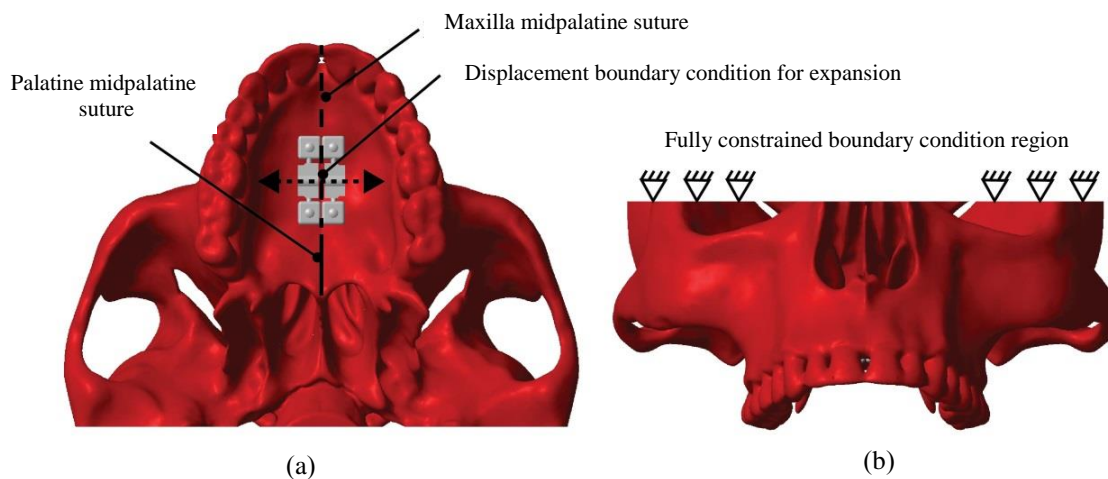 Maxilla midpalatine suture
Displacement boundary condition for expansion
Palatine midpalatine
suture
Fully constrained boundary condition region
(a)
(b)